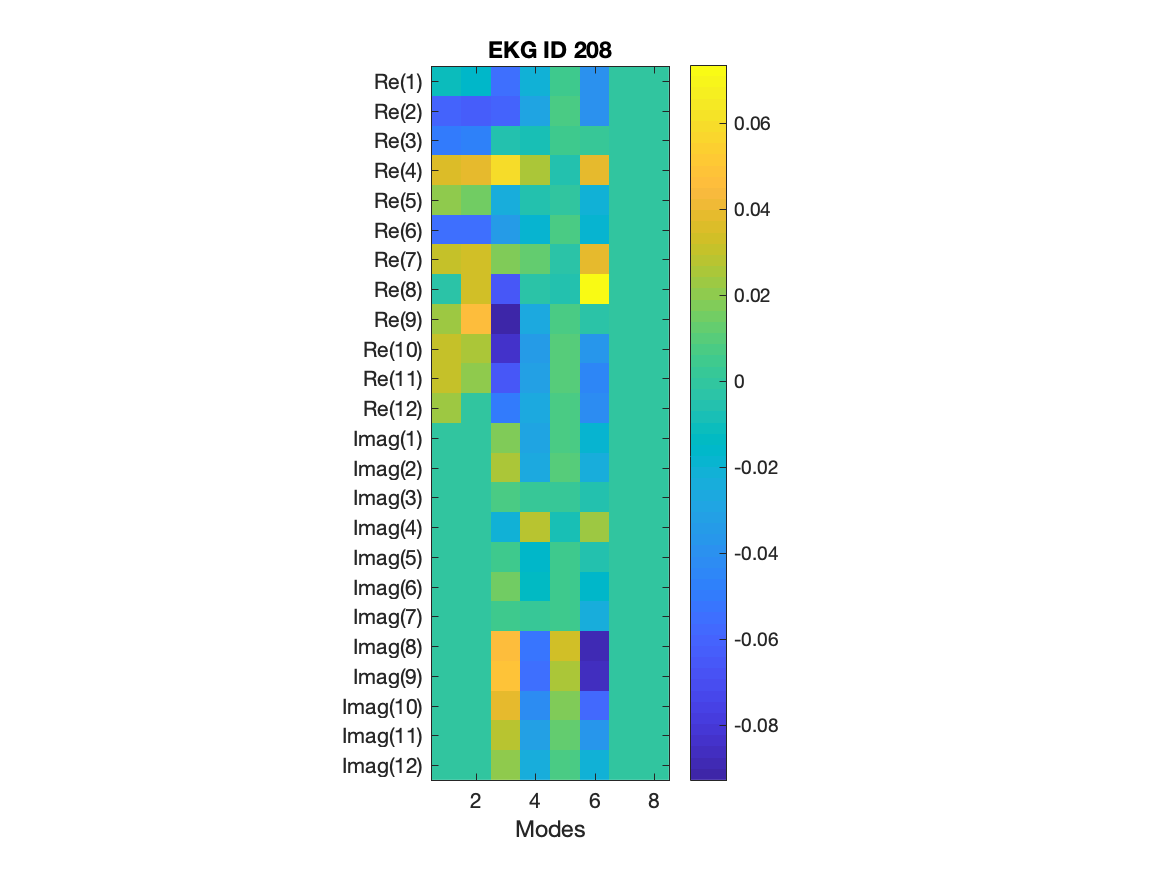 EKG ID 208
Re(1)
Re(2)
Re(3)
Re(4)
Re(5)
Re(6)
Re(7)
Re(8)
Re(9)
Re(10)
Re(11)
Re(12)
Imag(1)
Imag(2)
Imag(3)
Imag(4)
Imag(5)
Imag(6)
Imag(7)
Imag(8)
Imag(9)
Imag(10)
Imag(11)
Imag(12)
2 4 6 8
Modes
0.06
0.04
0.02
0
-0.02
-0.04
-0.06
-0.08